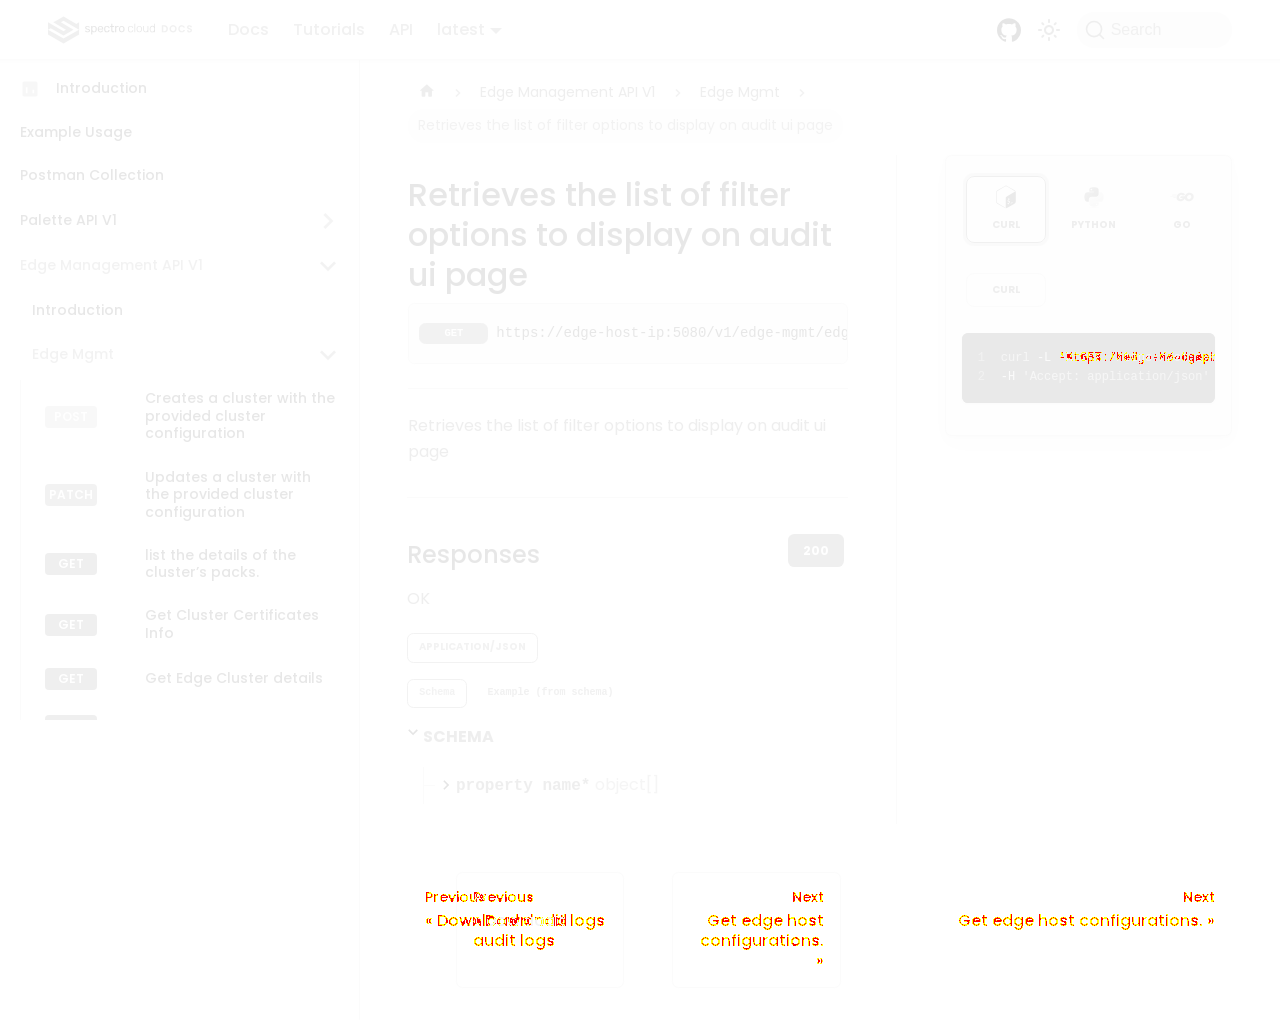 spectro cloud DOCS
Docs
Tutorials
API
latest
Search
Introduction
Example Usage
Postman Collection
Palette API V1
Edge Management API V1
Introduction
Edge Mgmt
POST
Creates a cluster with the
provided cluster
configuration
PATCH
Updates a cluster with
the provided cluster
configuration
GET
list the details of the
cluster's packs.
GET
Get Cluster Certificates
Info
GET
Get Edge Cluster details
Edge Management API V1
Edge Mgmt
Retrieves the list of filter options to display on audit ui page
Retrieves the list of filter
options to display on audit
ui page
GET
https://edge-host-ip:5080/v1/edge-mgmt/edg
Retrieves the list of filter options to display on audit ui
page
Responses
200
OK
APPLICATION/JSON
Schema
Example (from schema)
SCHEMA
property name* object[]
CURL
PYTHON
GO
CURL
1 curl -L
2 -H 'Accept: application/json'
Previous
Previous
audit logs
Next
Get edge host
configurations.
»
Next
Get edge host configurations. »